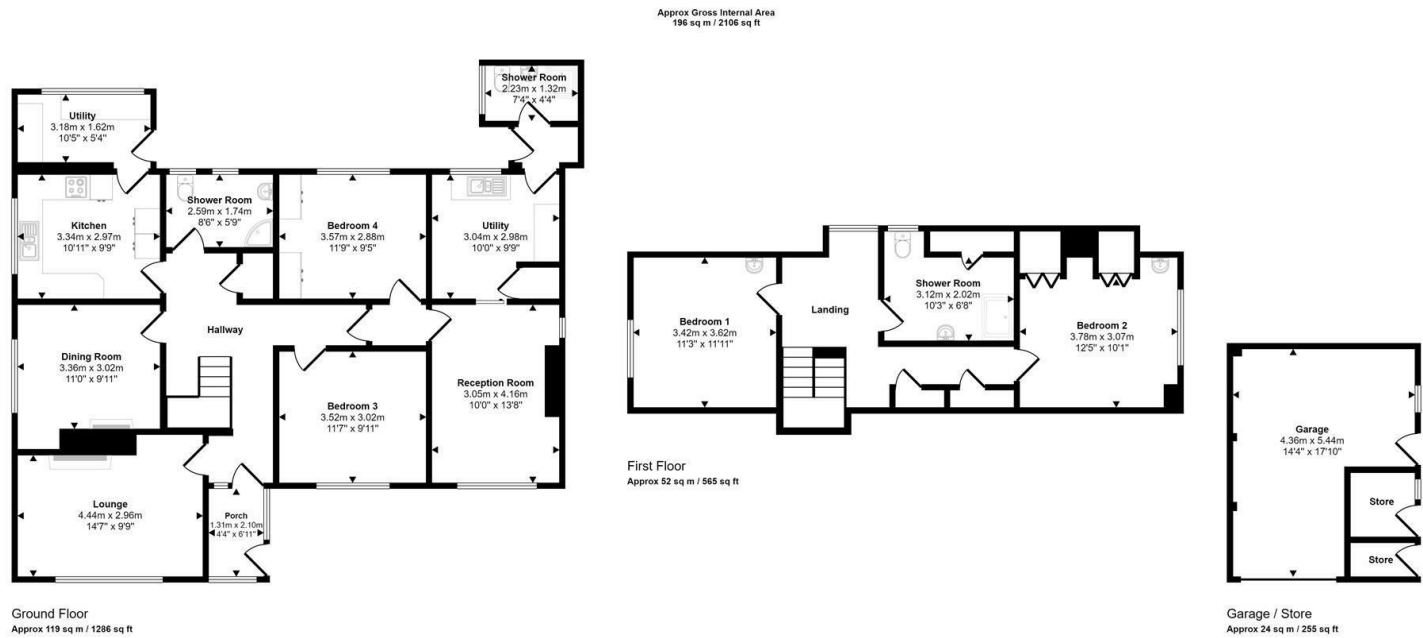 Approx Gross Internal Area
196 sq m / 2106 sq ft
Shower Room
2.23m x 1.32m
7'4" x 4'4"
Utility
3.18m x 1.62m
10'5" x 5'4"
Kitchen
3.34m x 2.97m
10'11" x 9'9"
Shower Room
2.59m x 1.74m
8'6" x 5'9"
Bedroom 4
3.57m x 2.88m
11'9" x 9'5"
Utility
3.04m x 2.98m
10'0" x 9'9"
Hallway
Dining Room
3.36m x 3.02m
11'0" x 9'11"
Bedroom 3
3.52m x 3.02m
11'7" x 9'11"
Reception Room
3.05m x 4.16m
10'0" x 13'8"
Lounge
4.44m x 2.96m
14'7" x 9'9"
Porch
1.31m x 2.10m
4'4" x 6'11"
Ground Floor
Approx 119 sq m / 1286 sq ft
Bedroom 1
3.42m x 3.62m
11'3" x 11'11"
Landing
Shower Room
3.12m x 2.02m
10'3" x 6'8"
Bedroom 2
3.78m x 3.07m
12'5" x 10'1"
First Floor
Approx 52 sq m / 565 sq ft
Garage
4.36m x 5.44m
14'4" x 17'10"
Store
Store
Garage / Store
Approx 24 sq m / 255 sq ft